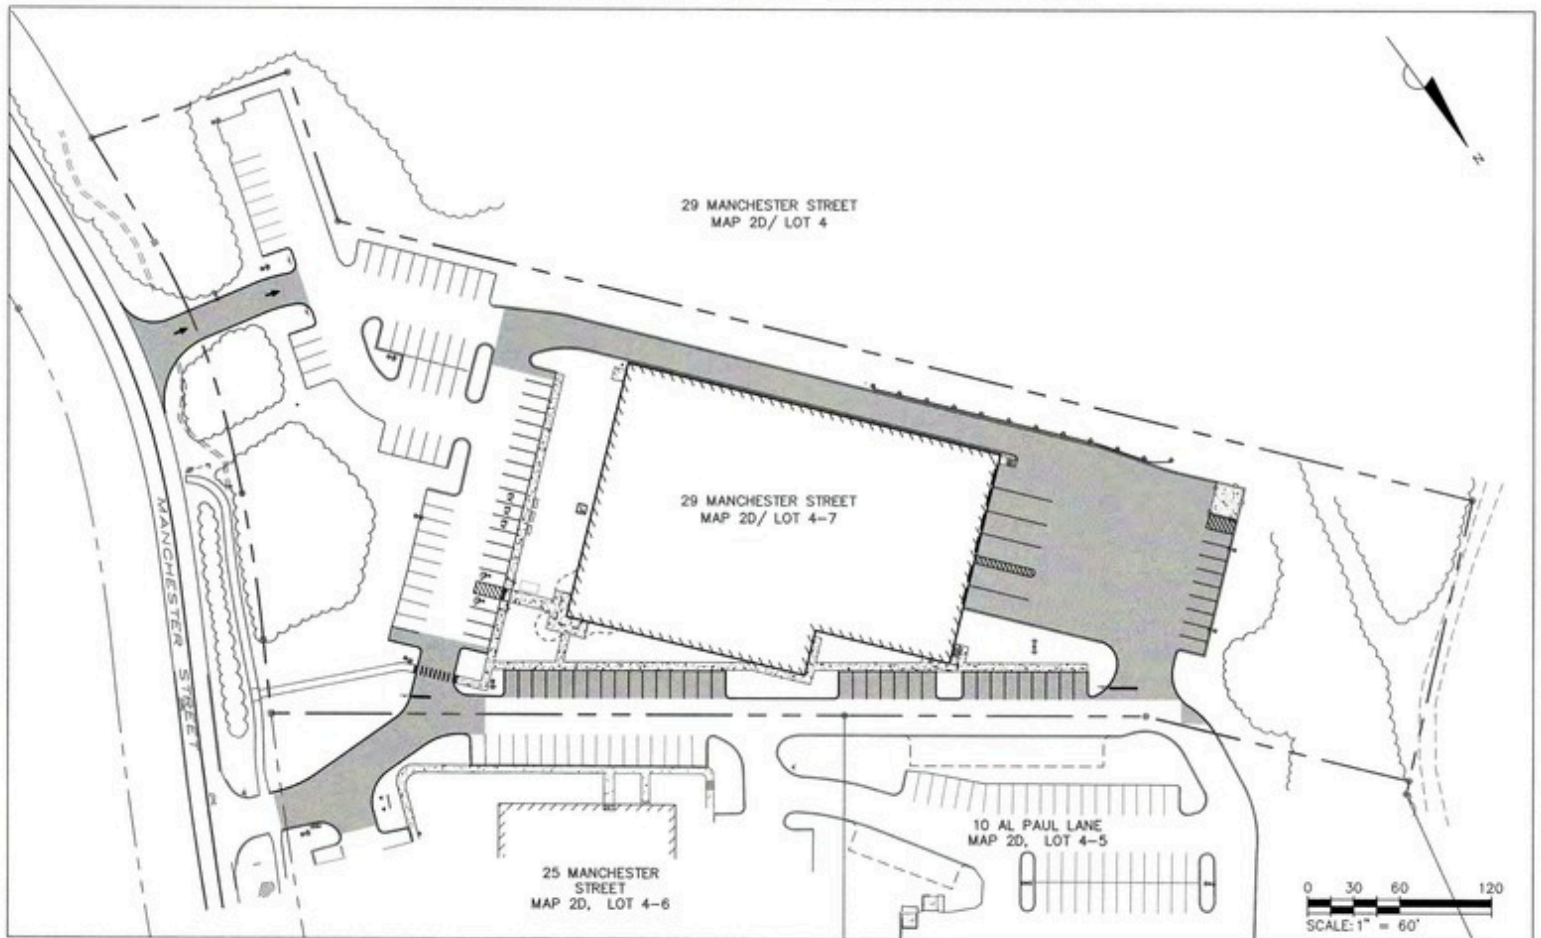 N
29 MANCHESTER STREET
MAP 2D/ LOT 4
29 MANCHESTER STREET
MAP 2D/ LOT 4-7
MANCHESTER STREET
10 AL PAUL LANE
MAP 2D, LOT 4-5
25 MANCHESTER
STREET
MAP 2D, LOT 4-6
0 30 60 120
SCALE: 1" = 60'